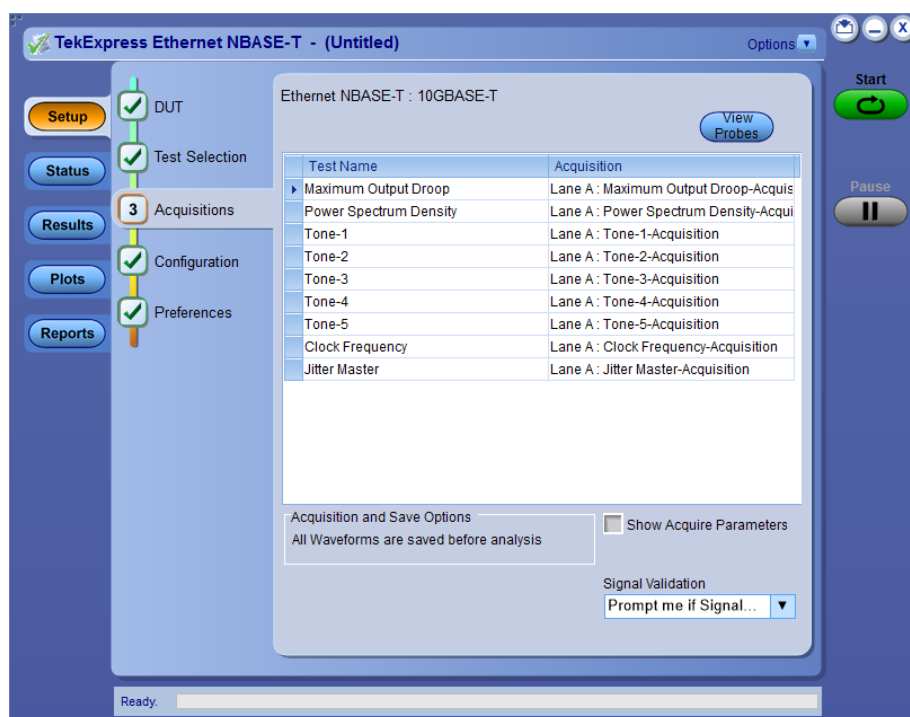 TekExpress Ethernet NBASE-T - (Untitled)
Options
Start
Pause
Setup
Status
Results
Plots
Reports
DUT
Test Selection
3 Acquisitions
Configuration
Preferences
Ethernet NBASE-T : 10GBASE-T
View
Probes
Test Name Acquisition
Maximum Output Droop Lane A : Maximum Output Droop-Acquis
Power Spectrum Density Lane A : Power Spectrum Density-Acqui
Tone-1 Lane A : Tone-1-Acquisition
Tone-2 Lane A : Tone-2-Acquisition
Tone-3 Lane A : Tone-3-Acquisition
Tone-4 Lane A : Tone-4-Acquisition
Tone-5 Lane A : Tone-5-Acquisition
Clock Frequency Lane A : Clock Frequency-Acquisition
Jitter Master Lane A : Jitter Master-Acquisition
Acquisition and Save Options
All Waveforms are saved before analysis
Show Acquire Parameters
Signal Validation
Prompt me if Signal...
Ready.